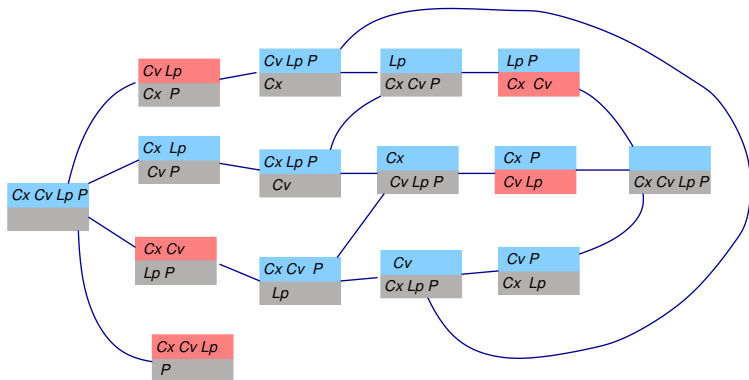 Cv Lp
Cx P
Cv Lp P
Cx
Lp
Cx Cv P
Lp P
Cx Cv
Cx Lp
Cv P
Cx Lp P
Cv
Cx
Cv Lp P
Cx P
Cv Lp
Cx Cv Lp P
Cx Cv Lp P
Cx Cv
Lp P
Cx Cv P
Lp
Cv
Cx Lp P
Cv P
Cx Lp
Cx Cv Lp
P